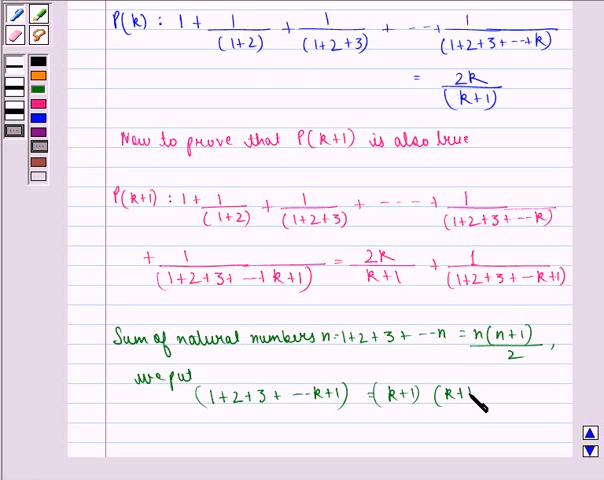 P(k) : 1 + 1/(1+2) + 1/(1+2+3) + ---- + 1/(1+2+3+--+k)
= 2k/(k+1)
Now to prove that P(k+1) is also true
P(k+1) : 1 + 1/(1+2) + 1/(1+2+3) + ---- + 1/(1+2+3+--k)
+ 1/(1+2+3+--+k+1) = 2k/k+1 + 1/(1+2+3+--k+1)
Sum of natural numbers n=1+2+3+--n = n(n+1)/2 ,
we put
(1+2+3+--k+1) = (k+1) (k+1